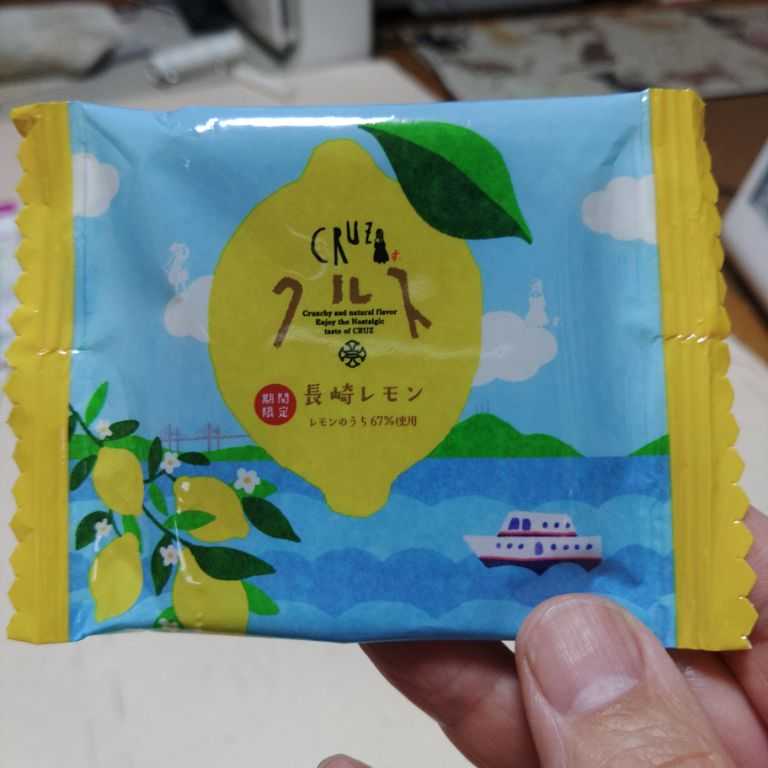 CRUZ
す
クルス
Crunchy and natural flavor
Enjoy the Nostalgic
taste of CRUZ
期間
限定
長崎レモン
レモンのうち67%使用